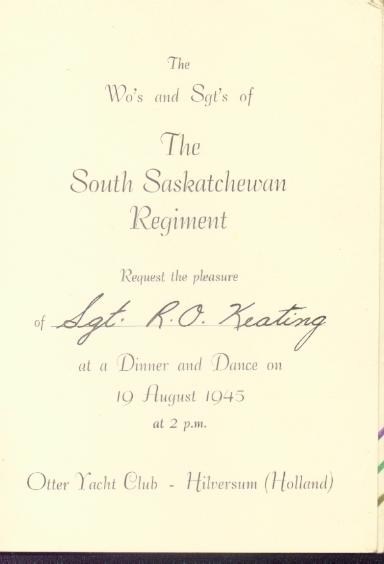 The
Wo's and Sgt's of
The
South Saskatchewan
Regiment
Request the pleasure
of Sgt. R.O. Keating
at a Dinner and Dance on
19 August 1945
at 2 p.m.
Otter Yacht Club - Hilversum (Holland)